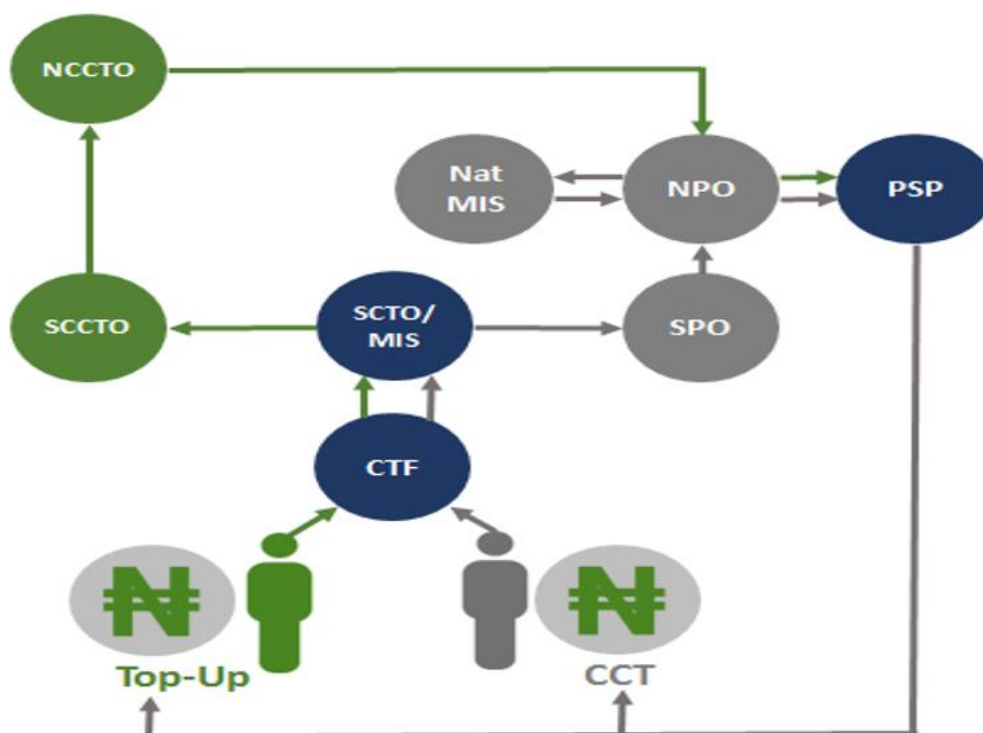 NCCTO
Nat
MIS
NPO
PSP
SCCTO
SCTO/
MIS
SPO
CTF
₦
₦
Top-Up
CCT